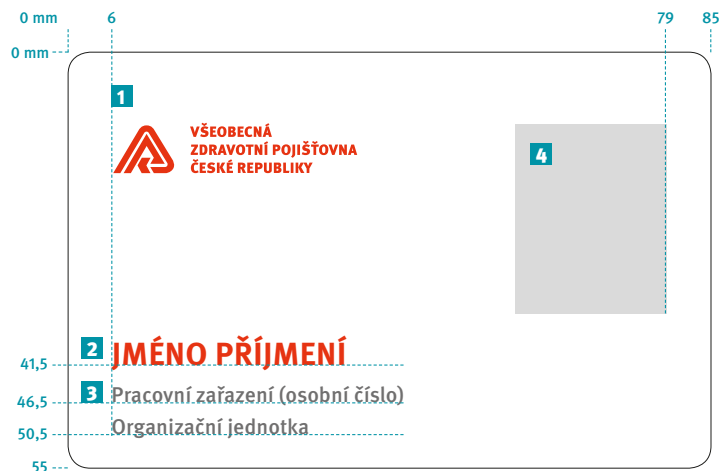 0 mm 6 79 85
0 mm
1
VŠEOBECNÁ
ZDRAVOTNÍ POJIŠŤOVNA
ČESKÉ REPUBLIKY
4
2 JMÉNO PŘÍJMENÍ
41,5
3 Pracovní zařazení (osobní číslo)
46,5
Organizační jednotka
50,5
55